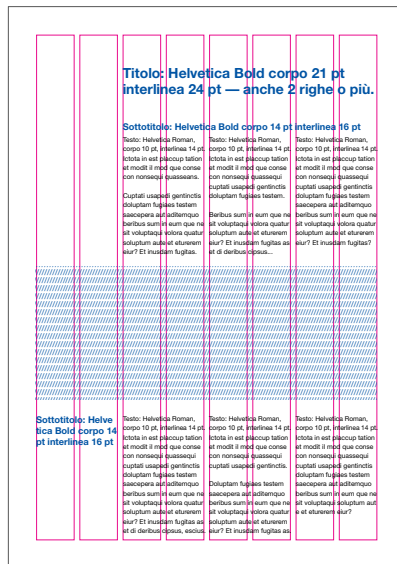 Titolo: Helvetica Bold corpo 21 pt
interlinea 24 pt — anche 2 righe o più.
Sottotitolo: Helvetica Bold corpo 14 pt interlinea 16 pt
Testo: Helvetica Roman,
corpo 10 pt, interlinea 14 pt.
Ictota in est placcup tation
et modit il mod que conse
con nonsequi quasseans.
Cuptati usapedi gentinctis
doluptam fugiaes testem
saecepera aut aditemquo
beribus sum in eum que ne
sit voluptaqui volora quatur
soluptum aute et eturerem
eiur? Et inusdam fugitas.
Testo: Helvetica Roman,
corpo 10 pt, interlinea 14 pt.
Ictota in est placcup tation
et modit il mod que conse
con nonsequi quassequi
cuptati usapedi gentinctis
doluptam fugiaes testem.
Beribus sum in eum que ne
sit voluptaqui volora quatur
soluptum aute et eturerem
eiur? Et inusdam fugitas as
et di deribus cipsus...
Testo: Helvetica Roman,
corpo 10 pt, interlinea 14 pt.
Ictota in est placcup tation
et modit il mod que conse
con nonsequi quassequi
cuptati usapedi gentinctis
doluptam fugiaes testem
saecepera aut aditemquo
beribus sum in eum que ne
sit voluptaqui volora quatur
soluptum aute et eturerem
eiur? Et inusdam fugitas?
Sottotitolo: Helve
tica Bold corpo 14
pt interlinea 16 pt
Testo: Helvetica Roman,
corpo 10 pt, interlinea 14 pt.
Ictota in est placcup tation
et modit il mod que conse
con nonsequi quassequi
cuptati usapedi gentinctis
doluptam fugiaes testem
saecepera aut aditemquo
beribus sum in eum que ne
sit voluptaqui volora quatur
soluptum aute et eturerem
eiur? Et inusdam fugitas as
et di deribus cipsus, escius.
Testo: Helvetica Roman,
corpo 10 pt, interlinea 14 pt.
Ictota in est placcup tation
et modit il mod que conse
con nonsequi quassequi
cuptati usapedi gentinctis.
Doluptam fugiaes testem
saecepera aut aditemquo
beribus sum in eum que ne
sit voluptaqui volora quatur
soluptum aute et eturerem
eiur? Et inusdam fugitas as.
Testo: Helvetica Roman,
corpo 10 pt, interlinea 14 pt.
Ictota in est placcup tation
et modit il mod que conse
con nonsequi quassequi
cuptati usapedi gentinctis
doluptam fugiaes testem
saecepera aut aditemquo
beribus sum in eum que ne
sit voluptaqui soluptum aut
e et eturerem eiur?